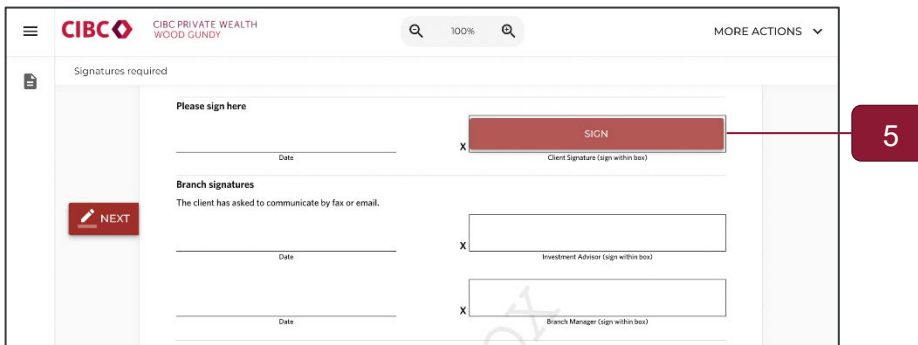 CIBC
CIBC PRIVATE WEALTH
WOOD GUNDY
100%
MORE ACTIONS
Signatures required
Please sign here
X
SIGN
Date
Client Signature (sign within box)
Branch signatures
The client has asked to communicate by fax or email.
NEXT
X
Date
Investment Advisor (sign within box)
X
Date
Branch Manager (sign within box)
5